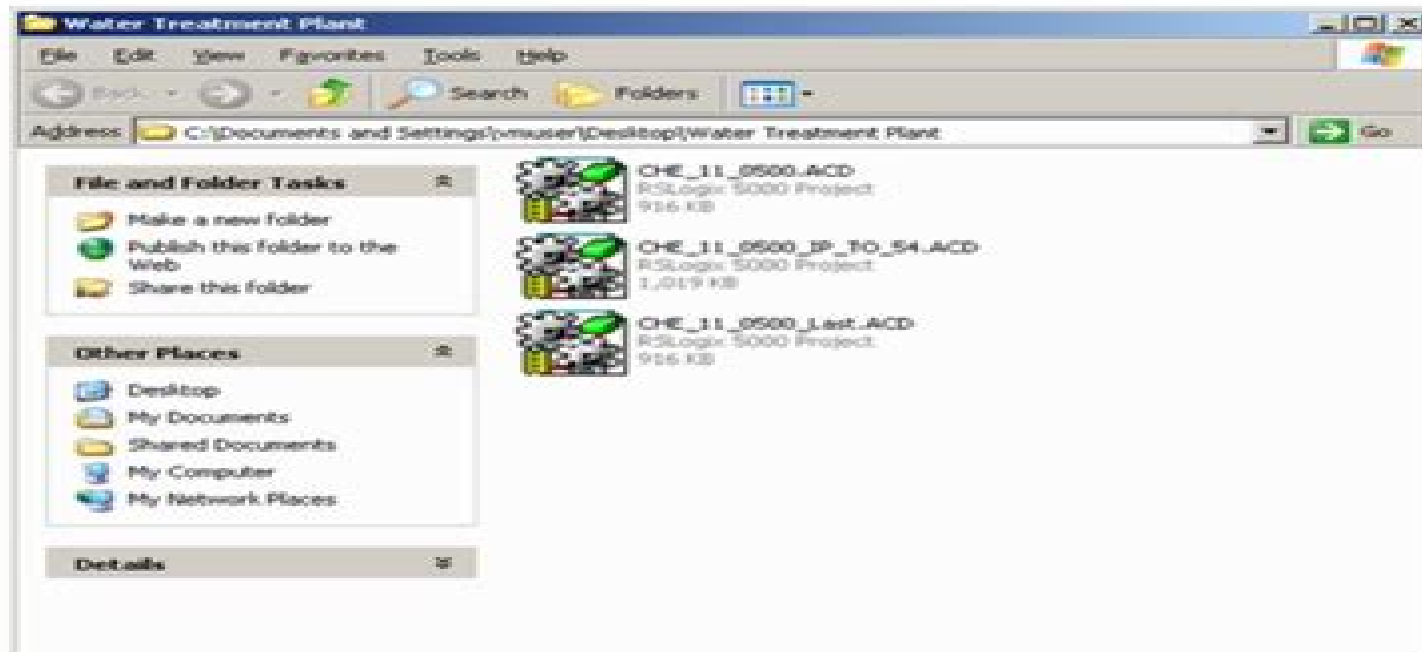 Water Treatment Plant
File Edit View Favorites Tools Help
Back Search Folders
Address C:\Documents and Settings\vmuser\Desktop\Water Treatment Plant Go
File and Folder Tasks
Make a new folder
Publish this folder to the
Web
Share this folder
Other Places
Desktop
My Documents
Shared Documents
My Computer
My Network Places
Details
CHE_11_0500.ACD
RSLogix 5000 Project
916 KB
CHE_11_0500_IP_TO_54.ACD
RSLogix 5000 Project
1,019 KB
CHE_11_0500_Last.ACD
RSLogix 5000 Project
916 KB